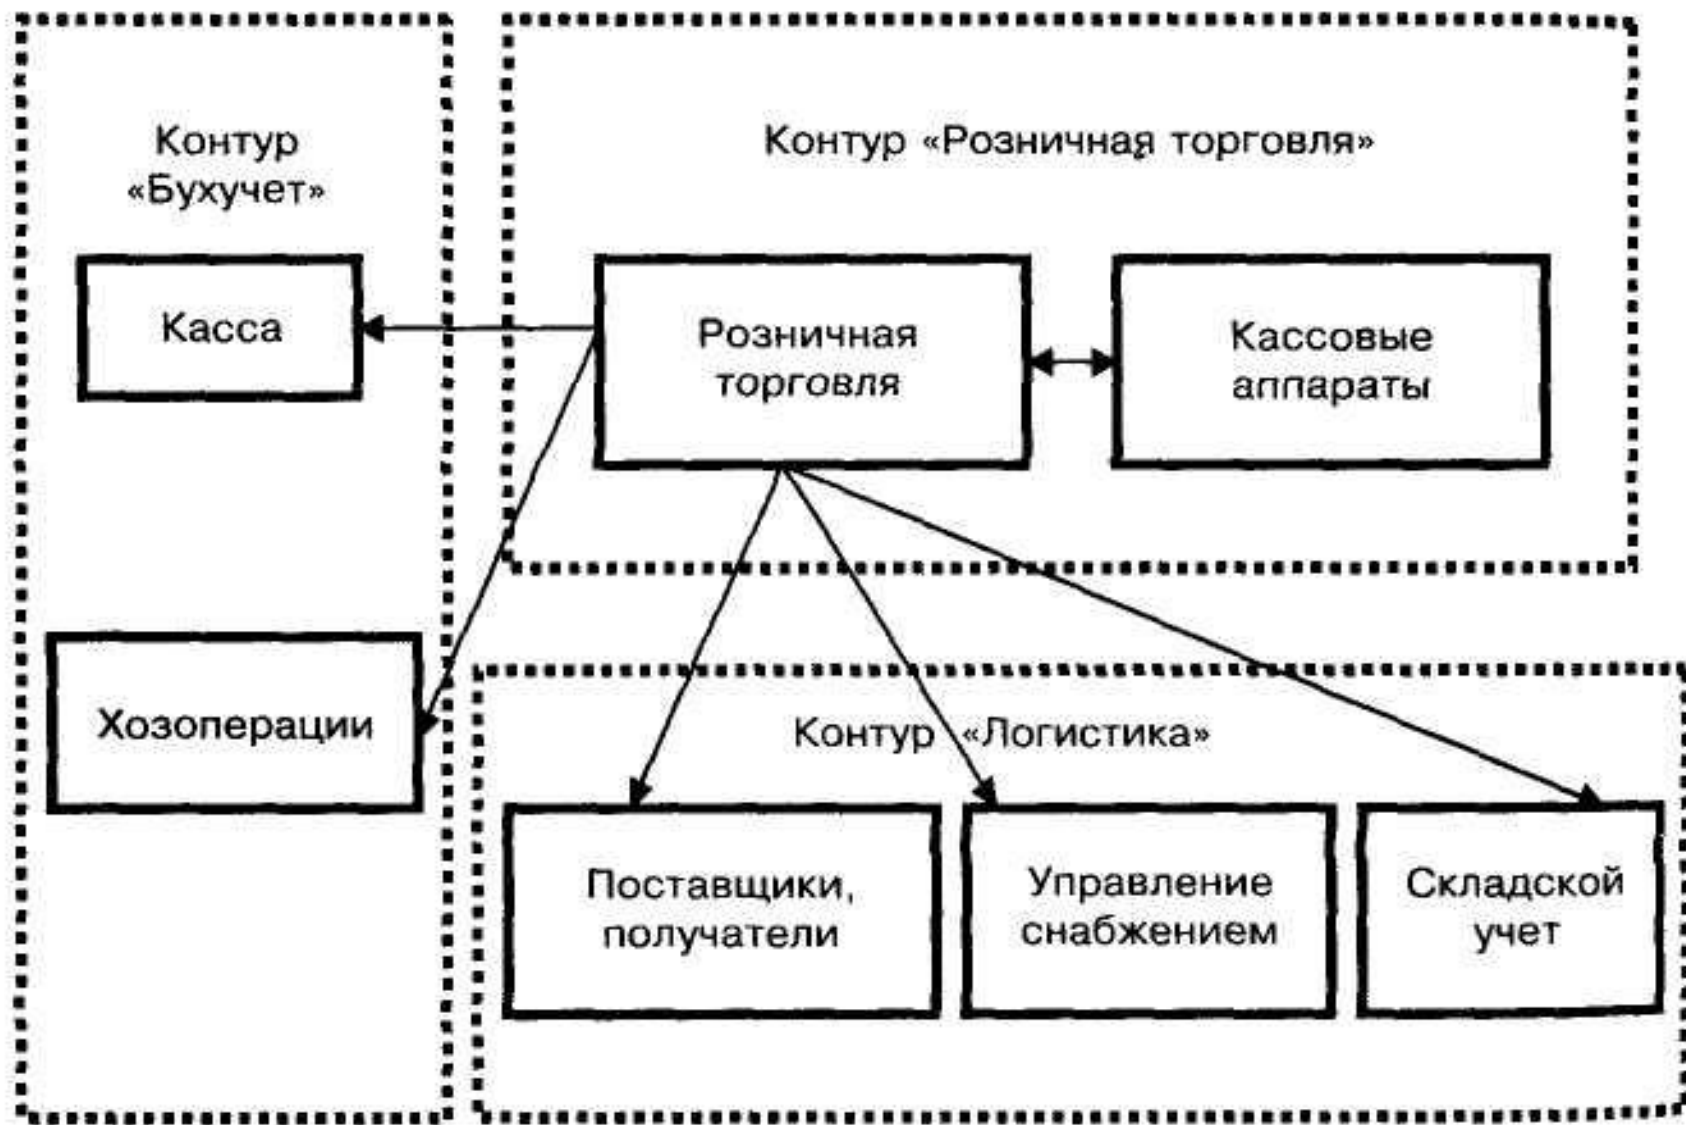 Контур
«Бухучет»
Контур «Розничная торговля»
Касса
Розничная
торговля
Кассовые
аппараты
Хозоперации
Контур «Логистика»
Поставщики,
получатели
Управление
снабжением
Складской
учет